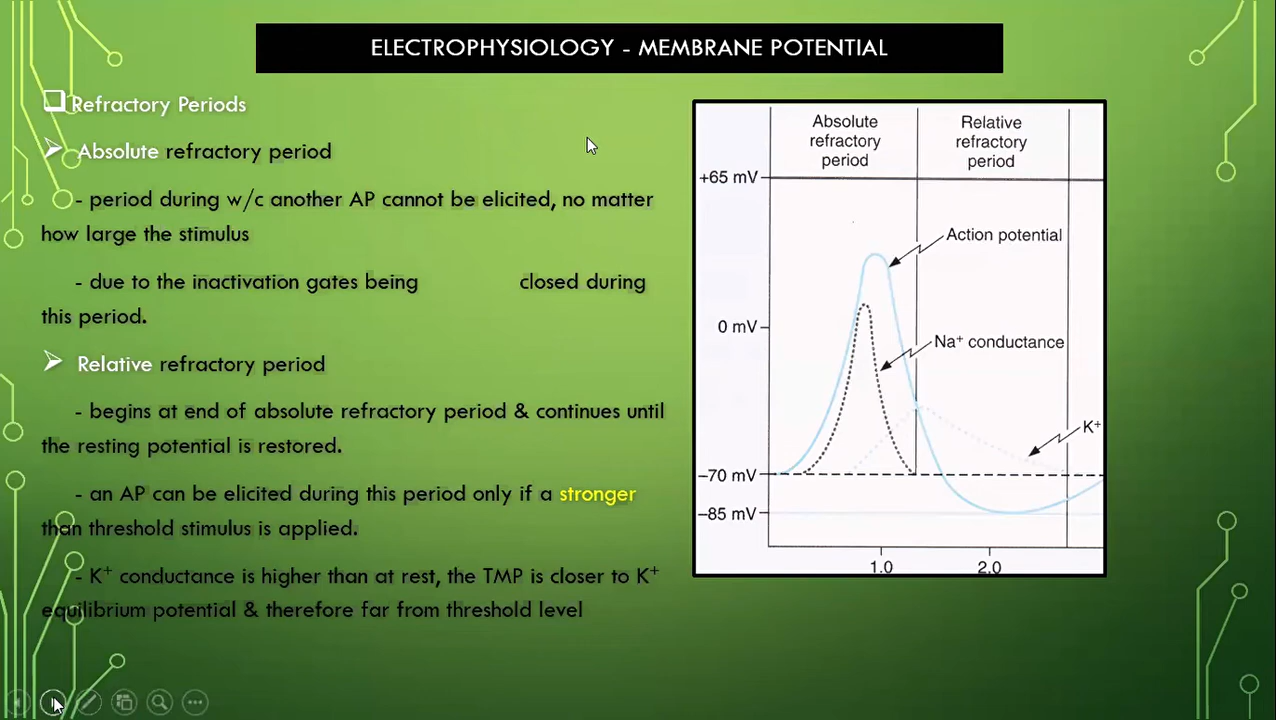 ELECTROPHYSIOLOGY - MEMBRANE POTENTIAL
Refractory Periods
Absolute refractory period
- period during w/c another AP cannot be elicited, no matter
how large the stimulus
- due to the inactivation gates being closed during
this period.
Relative refractory period
- begins at end of absolute refractory period & continues until
the resting potential is restored.
- an AP can be elicited during this period only if a stronger
than threshold stimulus is applied.
- K⁺ conductance is higher than at rest, the TMP is closer to K⁺
equilibrium potential & therefore far from threshold level
Absolute
refractory
period
Relative
refractory
period
+65 mV
Action potential
0 mV
Na⁺ conductance
K⁺
–70 mV
–85 mV
1.0 2.0